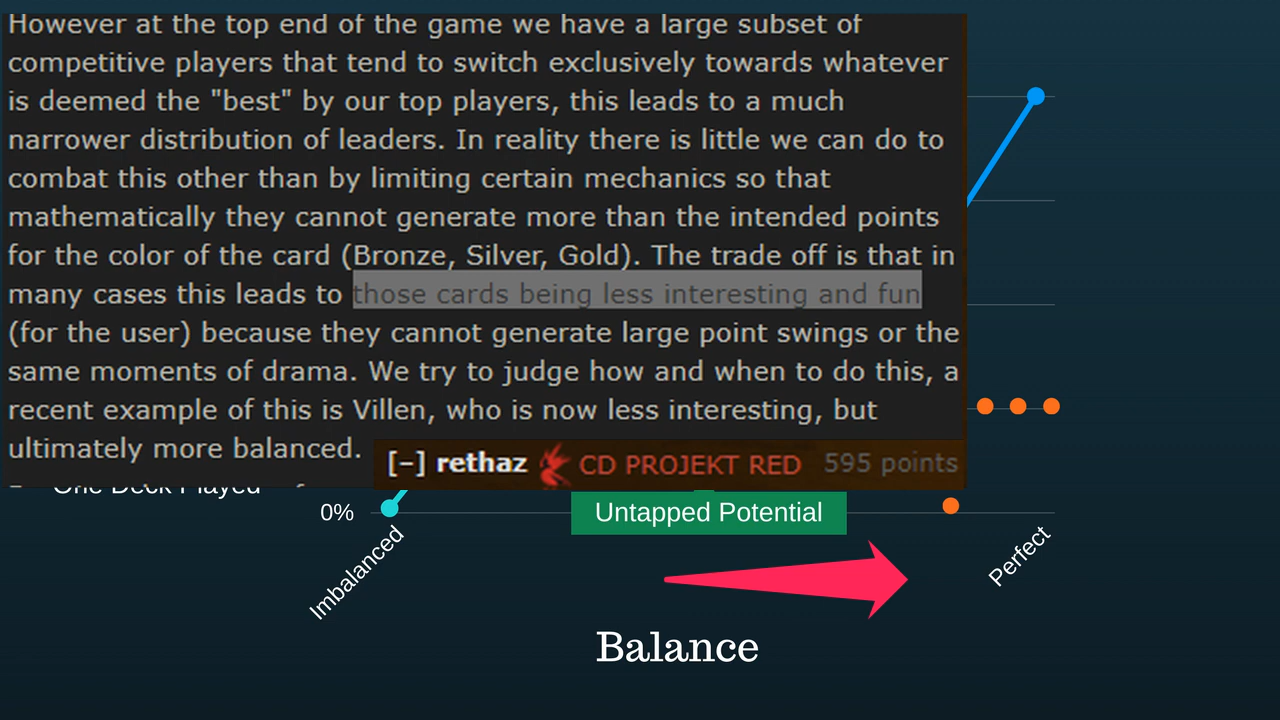 However at the top end of the game we have a large subset of
competitive players that tend to switch exclusively towards whatever
is deemed the "best" by our top players, this leads to a much
narrower distribution of leaders. In reality there is little we can do to
combat this other than by limiting certain mechanics so that
mathematically they cannot generate more than the intended points
for the color of the card (Bronze, Silver, Gold). The trade off is that in
many cases this leads to those cards being less interesting and fun
(for the user) because they cannot generate large point swings or the
same moments of drama. We try to judge how and when to do this, a
recent example of this is Villen, who is now less interesting, but
ultimately more balanced.
[−] rethaz CD PROJEKT RED 595 points
One Deck Played
0%
Untapped Potential
Imbalanced
Perfect
Balance